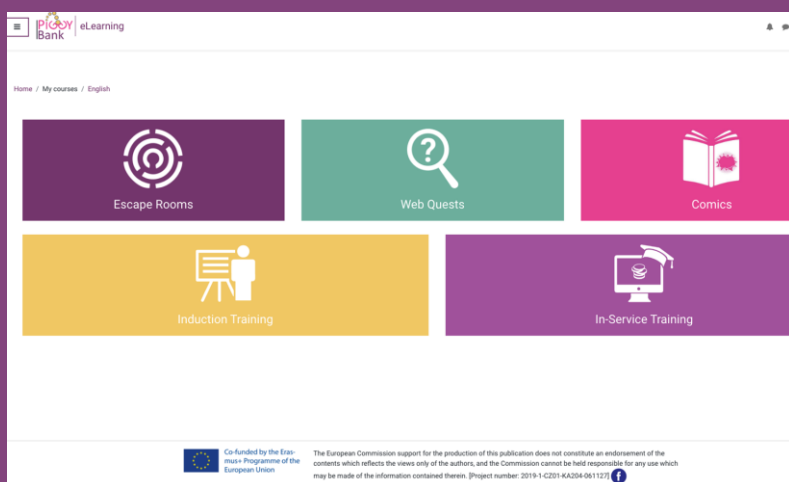 PiGGY
Bank
eLearning
Home / My courses / English
Escape Rooms
Web Quests
Comics
?
Induction Training
In-Service Training
Co-funded by the Eras-
mus+ Programme of the
European Union
The European Commission support for the production of this publication does not constitute an endorsement of the
contents which reflects the views only of the authors, and the Commission cannot be held responsible for any use which
may be made of the information contained therein. [Project number: 2019-1-CZ01-KA204-061127]
f